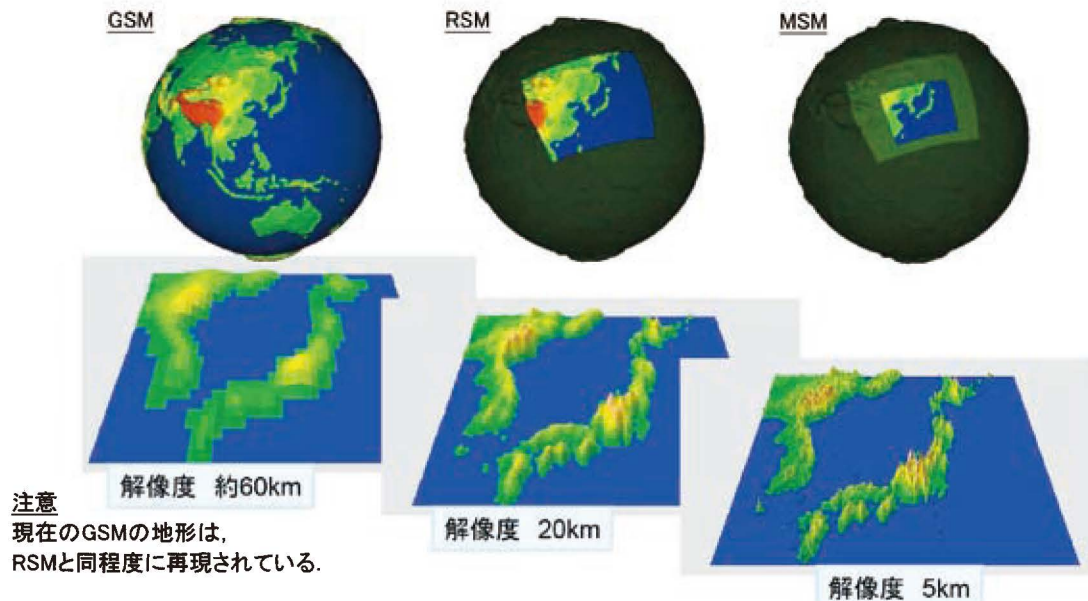 GSM
RSM
MSM
解像度 約60km
解像度 20km
解像度 5km
注意
現在のGSMの地形は,
RSMと同程度に再現されている.